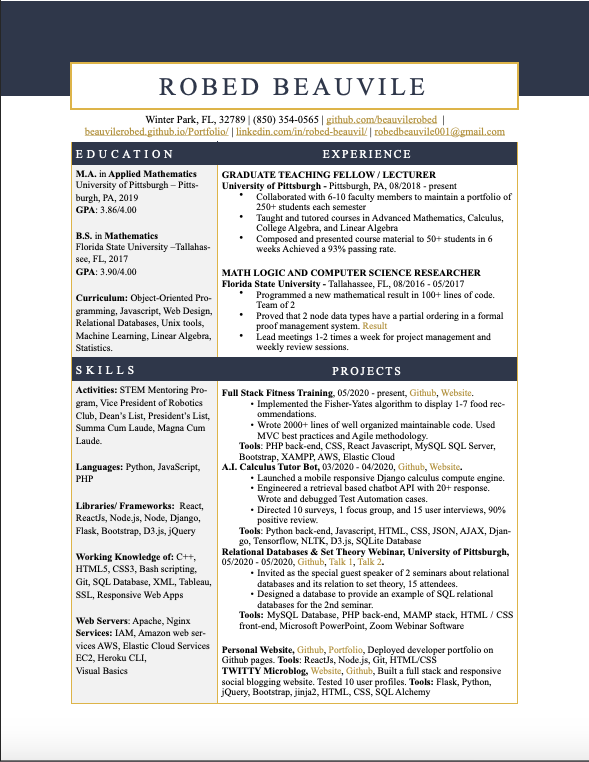 ROBED BEAUVILE
Winter Park, FL, 32789 | (850) 354-0565 | github.com/beauvilerobed |
beauvilerobed.github.io/Portfolio/ | linkedin.com/in/robed-beauvil/ | robedbeauvile001@gmail.com
EDUCATION
M.A. in Applied Mathematics
University of Pittsburgh – Pitts-
burgh, PA, 2019
GPA: 3.86/4.00
B.S. in Mathematics
Florida State University –Tallahas-
see, FL, 2017
GPA: 3.90/4.00
Curriculum: Object-Oriented Pro-
gramming, Javascript, Web Design,
Relational Databases, Unix tools,
Machine Learning, Linear Algebra,
Statistics.
EXPERIENCE
GRADUATE TEACHING FELLOW / LECTURER
University of Pittsburgh - Pittsburgh, PA, 08/2018 - present
• Collaborated with 6-10 faculty members to maintain a portfolio of
250+ students each semester
• Taught and tutored courses in Advanced Mathematics, Calculus,
College Algebra, and Linear Algebra
• Composed and presented course material to 50+ students in 6
weeks Achieved a 93% passing rate.
MATH LOGIC AND COMPUTER SCIENCE RESEARCHER
Florida State University - Tallahassee, FL, 08/2016 - 05/2017
• Programmed a new mathematical result in 100+ lines of code.
Team of 2
• Proved that 2 node data types have a partial ordering in a formal
proof management system. Result
• Lead meetings 1-2 times a week for project management and
weekly review sessions.
SKILLS
Activities: STEM Mentoring Pro-
gram, Vice President of Robotics
Club, Dean's List, President's List,
Summa Cum Laude, Magna Cum
Laude.
Languages: Python, JavaScript,
PHP
Libraries/ Frameworks: React,
ReactJs, Node.js, Node, Django,
Flask, Bootstrap, D3.js, jQuery
Working Knowledge of: C++,
HTML5, CSS3, Bash scripting,
Git, SQL Database, XML, Tableau,
SSL, Responsive Web Apps
Web Servers: Apache, Nginx
Services: IAM, Amazon web ser-
vices AWS, Elastic Cloud Services
EC2, Heroku CLI,
Visual Basics
PROJECTS
Full Stack Fitness Training, 05/2020 - present, Github, Website.
• Implemented the Fisher-Yates algorithm to display 1-7 food rec-
ommendations.
• Wrote 2000+ lines of well organized maintainable code. Used
MVC best practices and Agile methodology.
Tools: PHP back-end, CSS, React Javascript, MySQL SQL Server,
Bootstrap, XAMPP, AWS, Elastic Cloud
A.I. Calculus Tutor Bot, 03/2020 - 04/2020, Github, Website.
• Launched a mobile responsive Django calculus compute engine.
• Engineered a retrieval based chatbot API with 20+ response.
Wrote and debugged Test Automation cases.
• Directed 10 surveys, 1 focus group, and 15 user interviews, 90%
positive review.
Tools: Python back-end, Javascript, HTML, CSS, JSON, AJAX, Djan-
go, Tensorflow, NLTK, D3.js, SQLite Database
Relational Databases & Set Theory Webinar, University of Pittsburgh,
05/2020 - 05/2020, Github, Talk 1, Talk 2.
• Invited as the special guest speaker of 2 seminars about relational
databases and its relation to set theory, 15 attendees.
• Designed a database to provide an example of SQL relational
databases for the 2nd seminar.
Tools: MySQL Database, PHP back-end, MAMP stack, HTML / CSS
front-end, Microsoft PowerPoint, Zoom Webinar Software
Personal Website, Github, Portfolio, Deployed developer portfolio on
Github pages. Tools: ReactJs, Node.js, Git, HTML/CSS
TWITTY Microblog, Website, Github, Built a full stack and responsive
social blogging website. Tested 10 user profiles. Tools: Flask, Python,
jQuery, Bootstrap, jinja2, HTML, CSS, SQL Alchemy